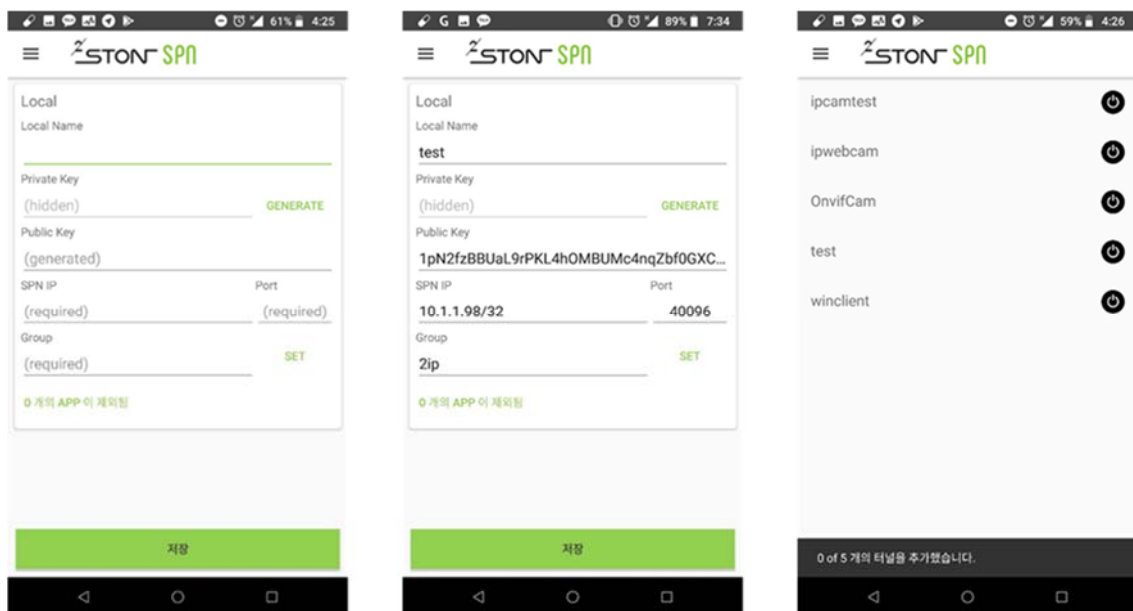 61% 4:25
ZSTON SPN
Local
Local Name
Private Key
(hidden) GENERATE
Public Key
(generated)
SPN IP Port
(required) (required)
Group
(required) SET
0 개의 APP 이 제외됨
저장
G 89% 7:34
ZSTON SPN
Local
Local Name
test
Private Key
(hidden) GENERATE
Public Key
1pN2fzBBUaL9rPKL4hOMBUMc4nqZbf0GXC...
SPN IP Port
10.1.1.98/32 40096
Group
2ip SET
0 개의 APP 이 제외됨
저장
59% 4:26
ZSTON SPN
ipcamtest
ipwebcam
OnvifCam
test
winclient
0 of 5 개의 터널을 추가했습니다.